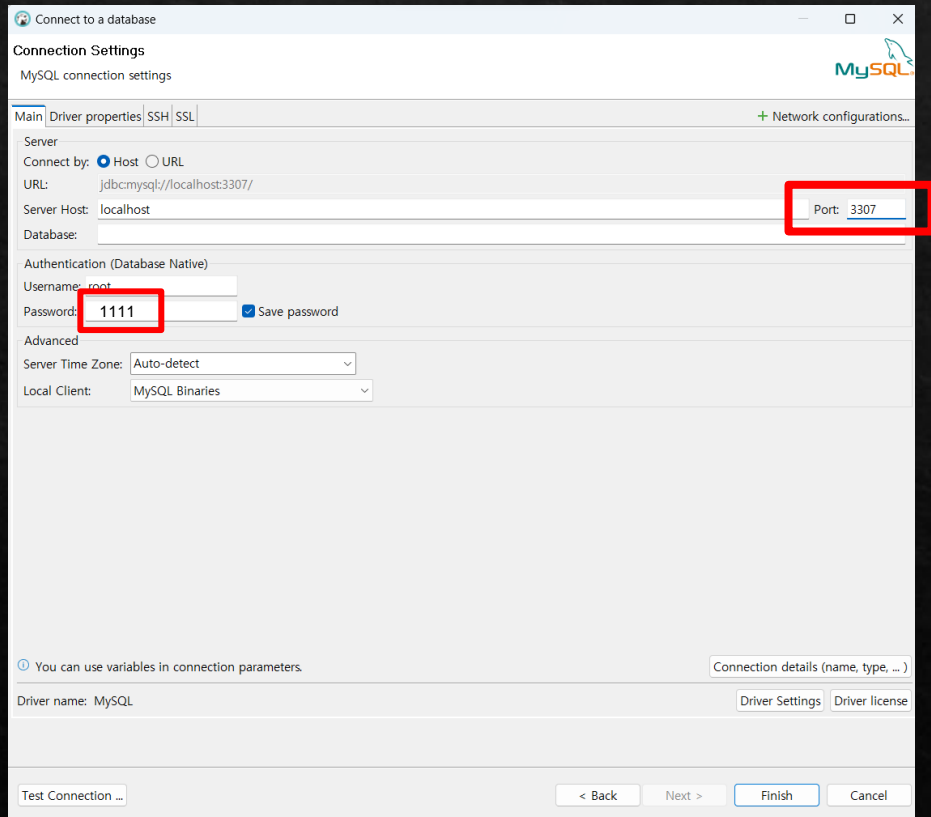 Connect to a database
Connection Settings
MySQL connection settings
MySQL
Main Driver properties SSH SSL + Network configurations...
Server
Connect by: Host URL
URL: jdbc:mysql://localhost:3307/
Server Host: localhost Port: 3307
Database:
Authentication (Database Native)
Username: root
Password: 1111 Save password
Advanced
Server Time Zone: Auto-detect
Local Client: MySQL Binaries
You can use variables in connection parameters.
Connection details (name, type, ... )
Driver name: MySQL Driver Settings Driver license
Test Connection ... < Back Next > Finish Cancel